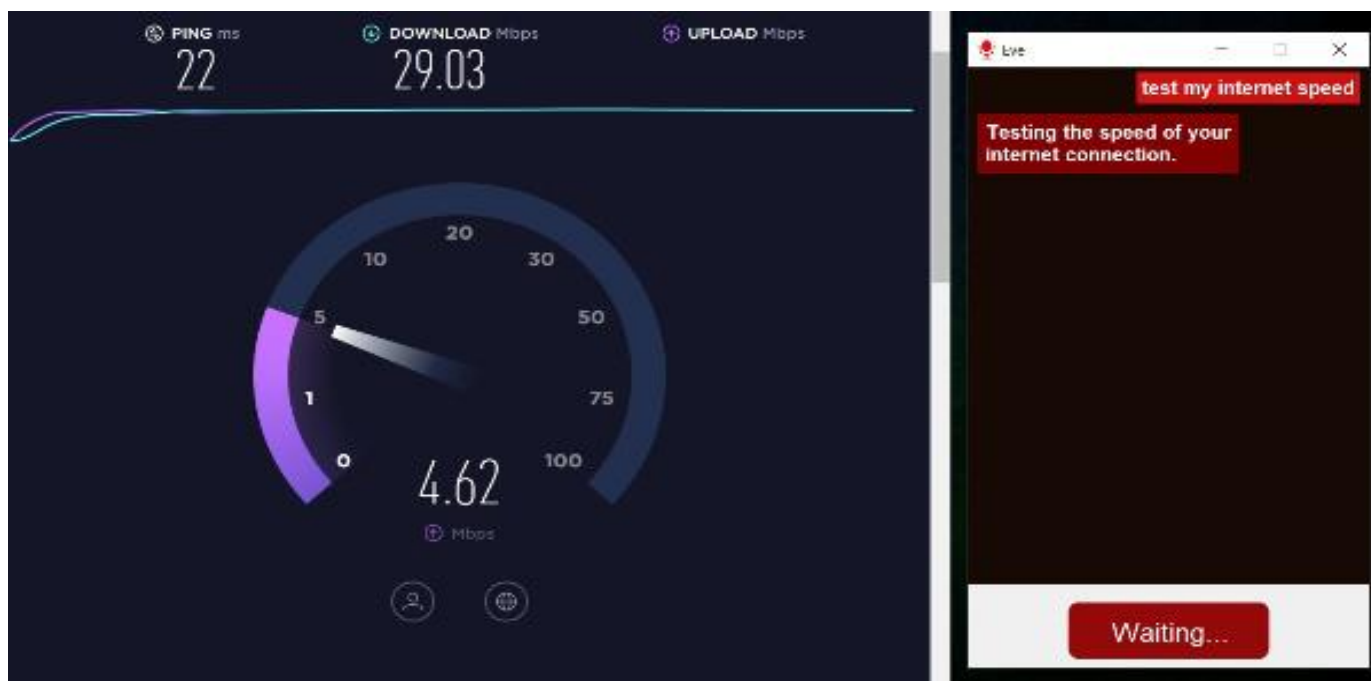 PING ms
22
DOWNLOAD Mbps
29.03
UPLOAD Mbps
20
10
30
5
50
1
75
0
100
4.62
Mbps
Eve
test my internet speed
Testing the speed of your
internet connection.
Waiting...